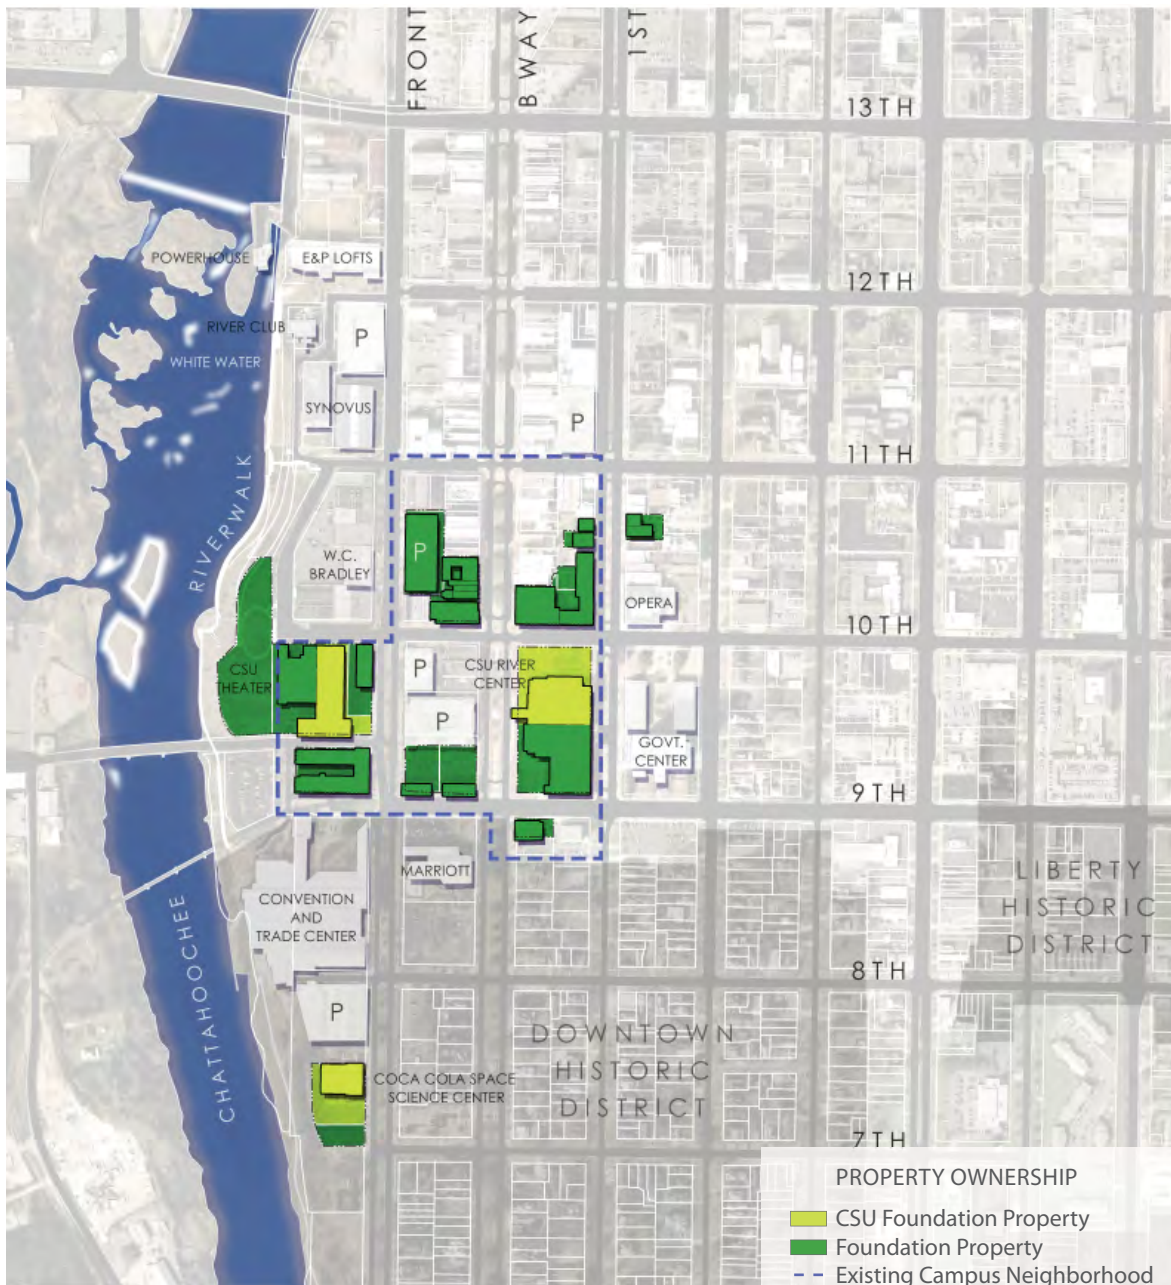 FRONT
BWAY
1ST
13TH
POWERHOUSE
E&P LOFTS
12TH
RIVER CLUB
P
WHITE WATER
SYNOVUS
P
11TH
RIVERWALK
P
W.C.
BRADLEY
OPERA
10TH
CSU
THEATER
P
CSU RIVER
CENTER
P
GOVT.
CENTER
9TH
MARRIOTT
LIBERTY
HISTORIC
DISTRICT
CONVENTION
AND
TRADE CENTER
CHATTAHOOCHEE
8TH
P
DOWNTOWN
HISTORIC
DISTRICT
COCA COLA SPACE
SCIENCE CENTER
7TH
PROPERTY OWNERSHIP
CSU Foundation Property
Foundation Property
Existing Campus Neighborhood